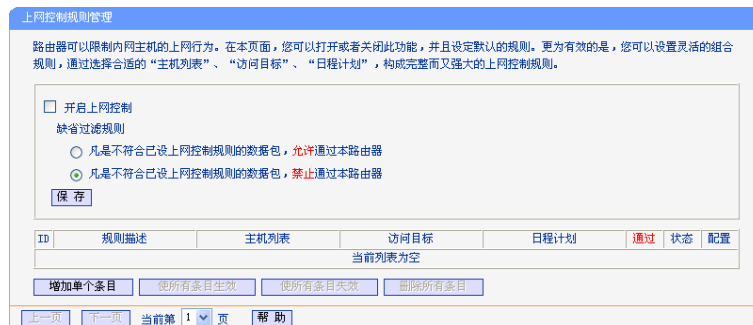 上网控制规则管理
路由器可以限制内网主机的上网行为。在本页面，您可以打开或者关闭此功能，并且设定默认的规则。更为有效的是，您可以设置灵活的组合
规则，通过选择合适的“主机列表”、“访问目标”、“日程计划”，构成完整而又强大的上网控制规则。
开启上网控制
缺省过滤规则
凡是不符合已设上网控制规则的数据包，允许通过本路由器
凡是不符合已设上网控制规则的数据包，禁止通过本路由器
保 存
ID 规则描述 主机列表 访问目标 日程计划 通过 状态 配置
当前列表为空
增加单个条目 使所有条目生效 使所有条目失效 删除所有条目
上一页 下一页 当前第 1 页 帮 助